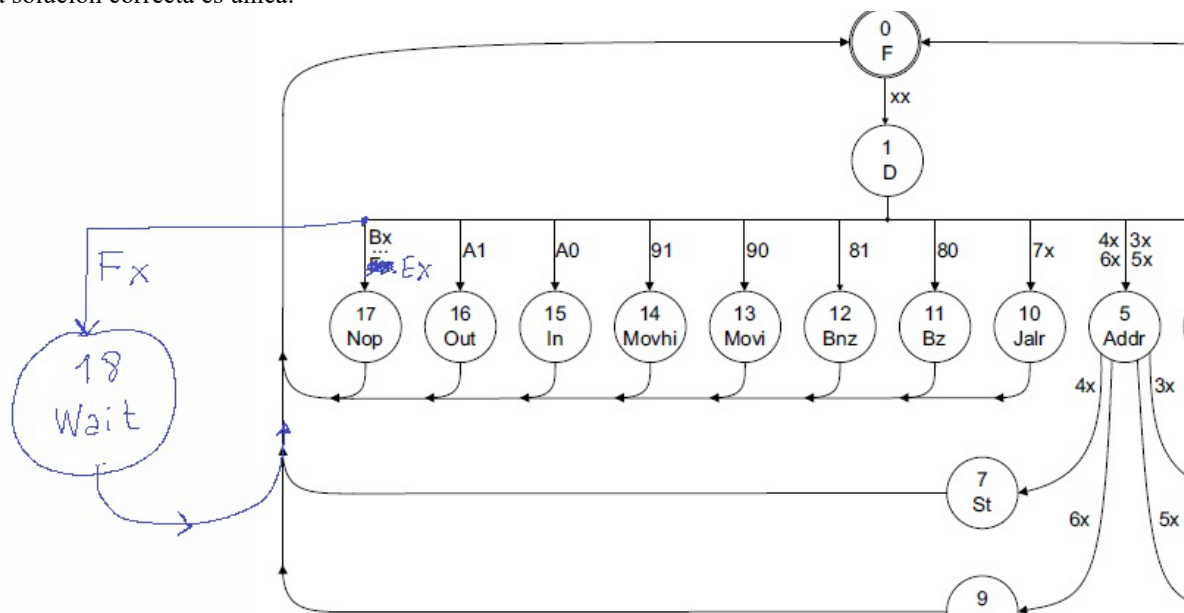 solución correcta es única.
0
F
xx
1
D
Fx
Bx
...
Ex
A1
A0
91
90
81
80
7x
4x 3x
6x 5x
17
Nop
16
Out
15
In
14
Movhi
13
Movi
12
Bnz
11
Bz
10
Jalr
5
Addr
18
Wait
4x
3x
7
St
6x
5x
9